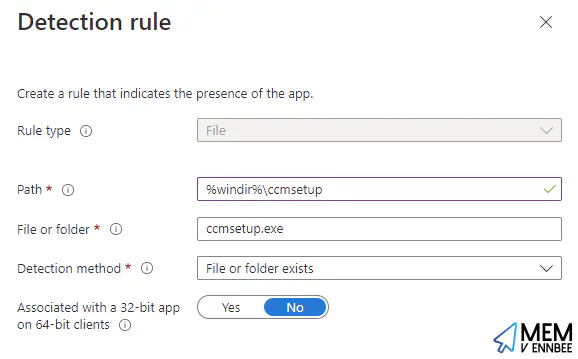 Detection rule
Create a rule that indicates the presence of the app.
Rule type
File
Path *
%windir%\ccmsetup
File or folder *
ccmsetup.exe
Detection method *
File or folder exists
Associated with a 32-bit app
on 64-bit clients
Yes No
MEM
V ENNBEE